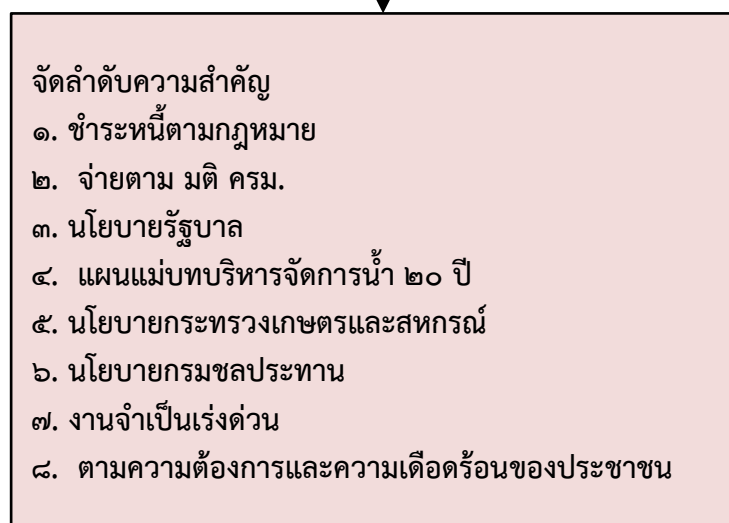 จัดลำดับความสำคัญ
๑. ชำระหนี้ตามกฎหมาย
๒. จ่ายตาม มติ ครม.
๓. นโยบายรัฐบาล
๔. แผนแม่บทบริหารจัดการน้ำ ๒๐ ปี
๕. นโยบายกระทรวงเกษตรและสหกรณ์
๖. นโยบายกรมชลประทาน
๗. งานจำเป็นเร่งด่วน
๘. ตามความต้องการและความเดือดร้อนของประชาชน